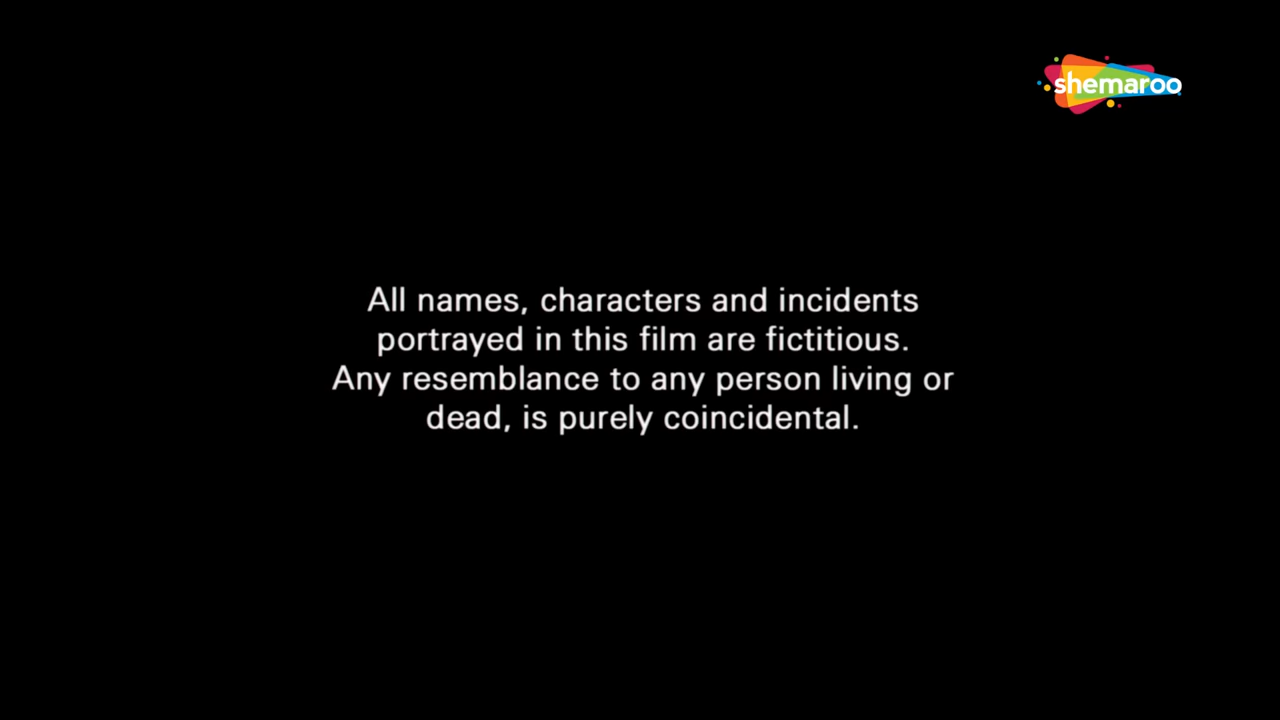 shemaroo
All names, characters and incidents
portrayed in this film are fictitious.
Any resemblance to any person living or
dead, is purely coincidental.